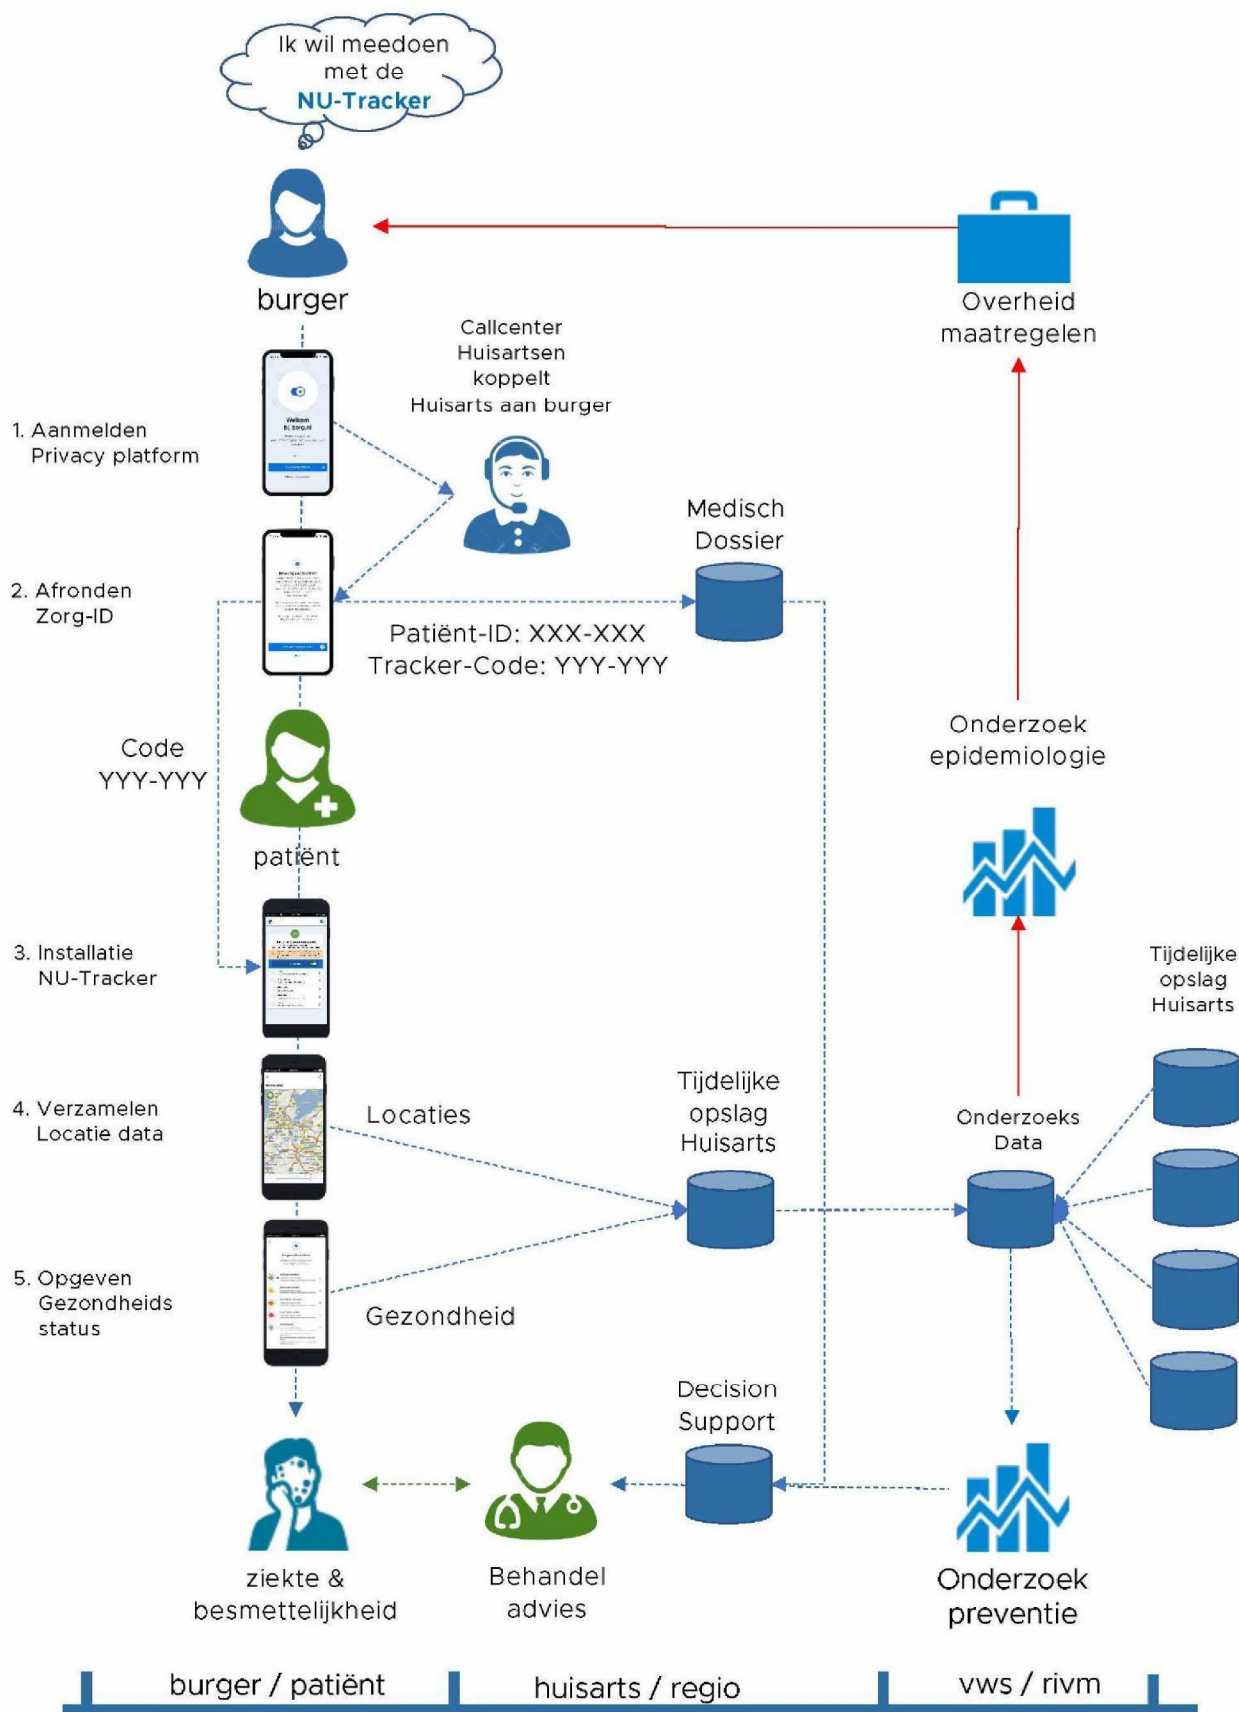 Ik wil meedoen
met de
NU-Tracker
burger
Overheid
maatregelen
Callcenter
Huisartsen
koppelt
Huisarts aan burger
1. Aanmelden
Privacy platform
Welkom
bij zorg.nl
2. Afronden
Zorg-ID
Medisch
Dossier
Patiënt-ID: XXX-XXX
Tracker-Code: YYY-YYY
Code
YYY-YYY
patiënt
Onderzoek
epidemiologie
3. Installatie
NU-Tracker
Tijdelijke
opslag
Huisarts
4. Verzamelen
Locatie data
Locaties
Tijdelijke
opslag
Huisarts
Onderzoeks
Data
5. Opgeven
Gezondheids
status
Gezondheid
Decision
Support
ziekte &
besmettelijkheid
Behandel
advies
Onderzoek
preventie
burger / patiënt
huisarts / regio
vws / rivm